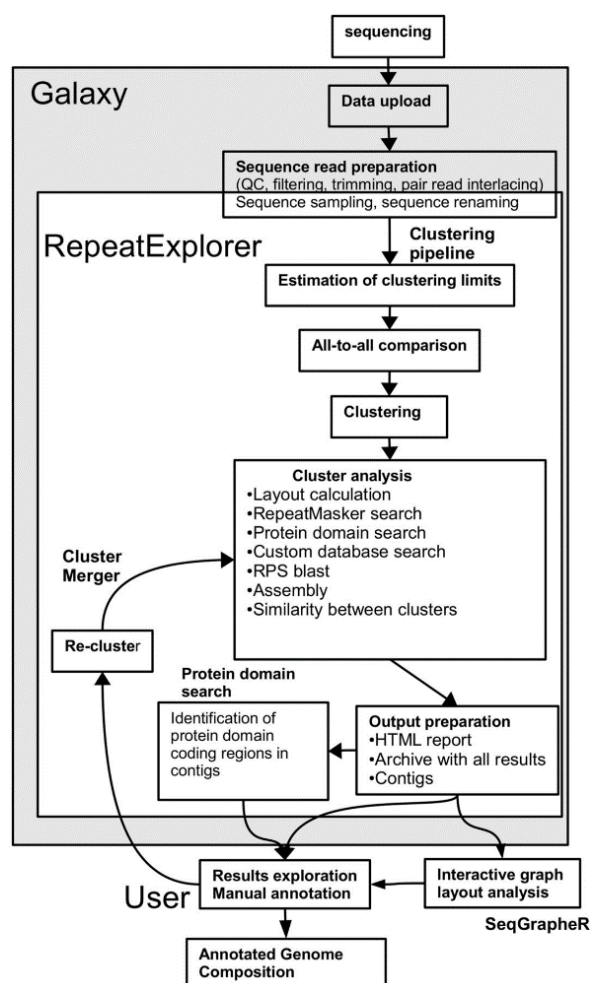 sequencing
Galaxy
Data upload
Sequence read preparation
(QC, filtering, trimming, pair read interlacing)
Sequence sampling, sequence renaming
RepeatExplorer
Clustering
pipeline
Estimation of clustering limits
All-to-all comparison
Clustering
Cluster analysis
•Layout calculation
•RepeatMasker search
•Protein domain search
•Custom database search
•RPS blast
•Assembly
•Similarity between clusters
Cluster
Merger
Re-cluster
Protein domain
search
Identification of
protein domain
coding regions in
contigs
Output preparation
•HTML report
•Archive with all results
•Contigs
User
Results exploration
Manual annotation
Interactive graph
layout analysis
SeqGrapheR
Annotated Genome
Composition